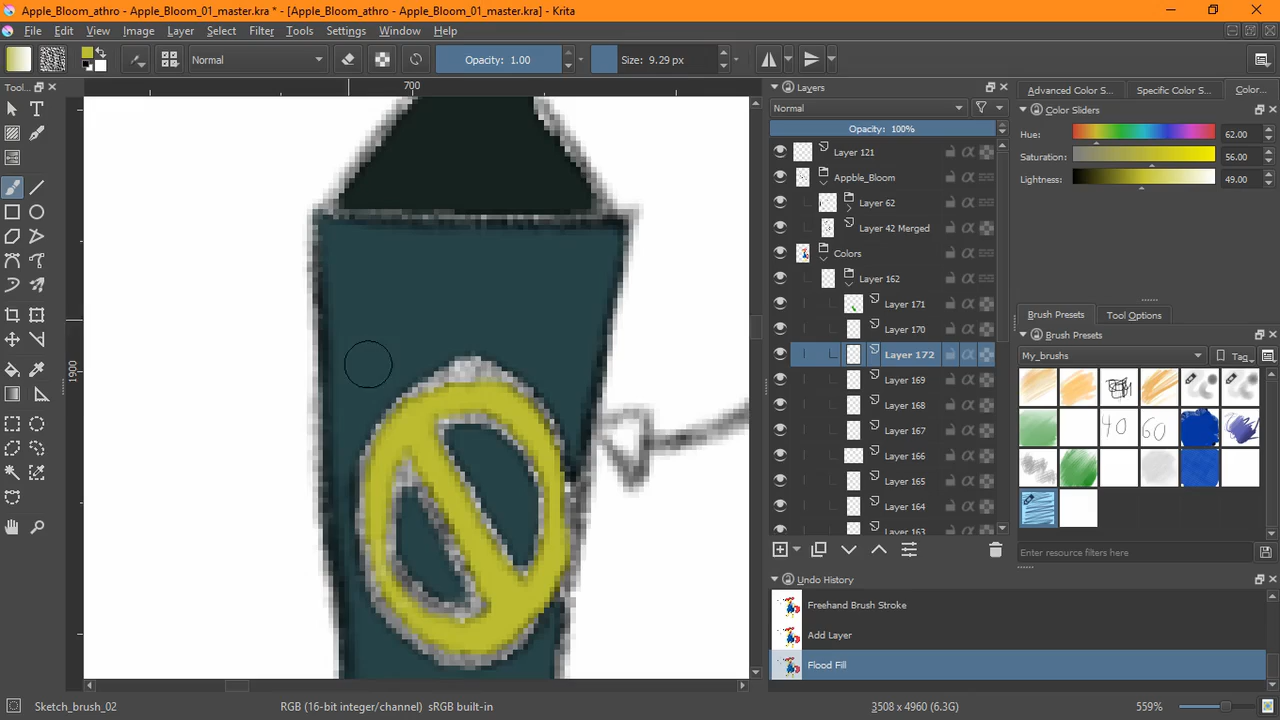 Apple_Bloom_athro - Apple_Bloom_01_master.kra * - [Apple_Bloom_athro - Apple_Bloom_01_master.kra] - Krita
File Edit View Image Layer Select Filter Tools Settings Window Help
Normal Opacity: 1.00 Size: 9.29 px
Tool...
700
1900
Layers
Normal
Opacity: 100%
Layer 121
Appble_Bloom
Layer 62
Layer 42 Merged
Colors
Layer 162
Layer 171
Layer 170
Layer 172
Layer 169
Layer 168
Layer 167
Layer 166
Layer 165
Layer 164
Layer 163
Undo History
Freehand Brush Stroke
Add Layer
Flood Fill
Advanced Color S... Specific Color S... Color...
Color Sliders
Hue: 62.00
Saturation: 56.00
Lightness: 49.00
Brush Presets Tool Options
Brush Presets
My_brushes Tag
40 60
Enter resource filters here
Sketch_brush_02 RGB (16-bit integer/channel) sRGB built-in 3508 x 4960 (6.3G) 559%